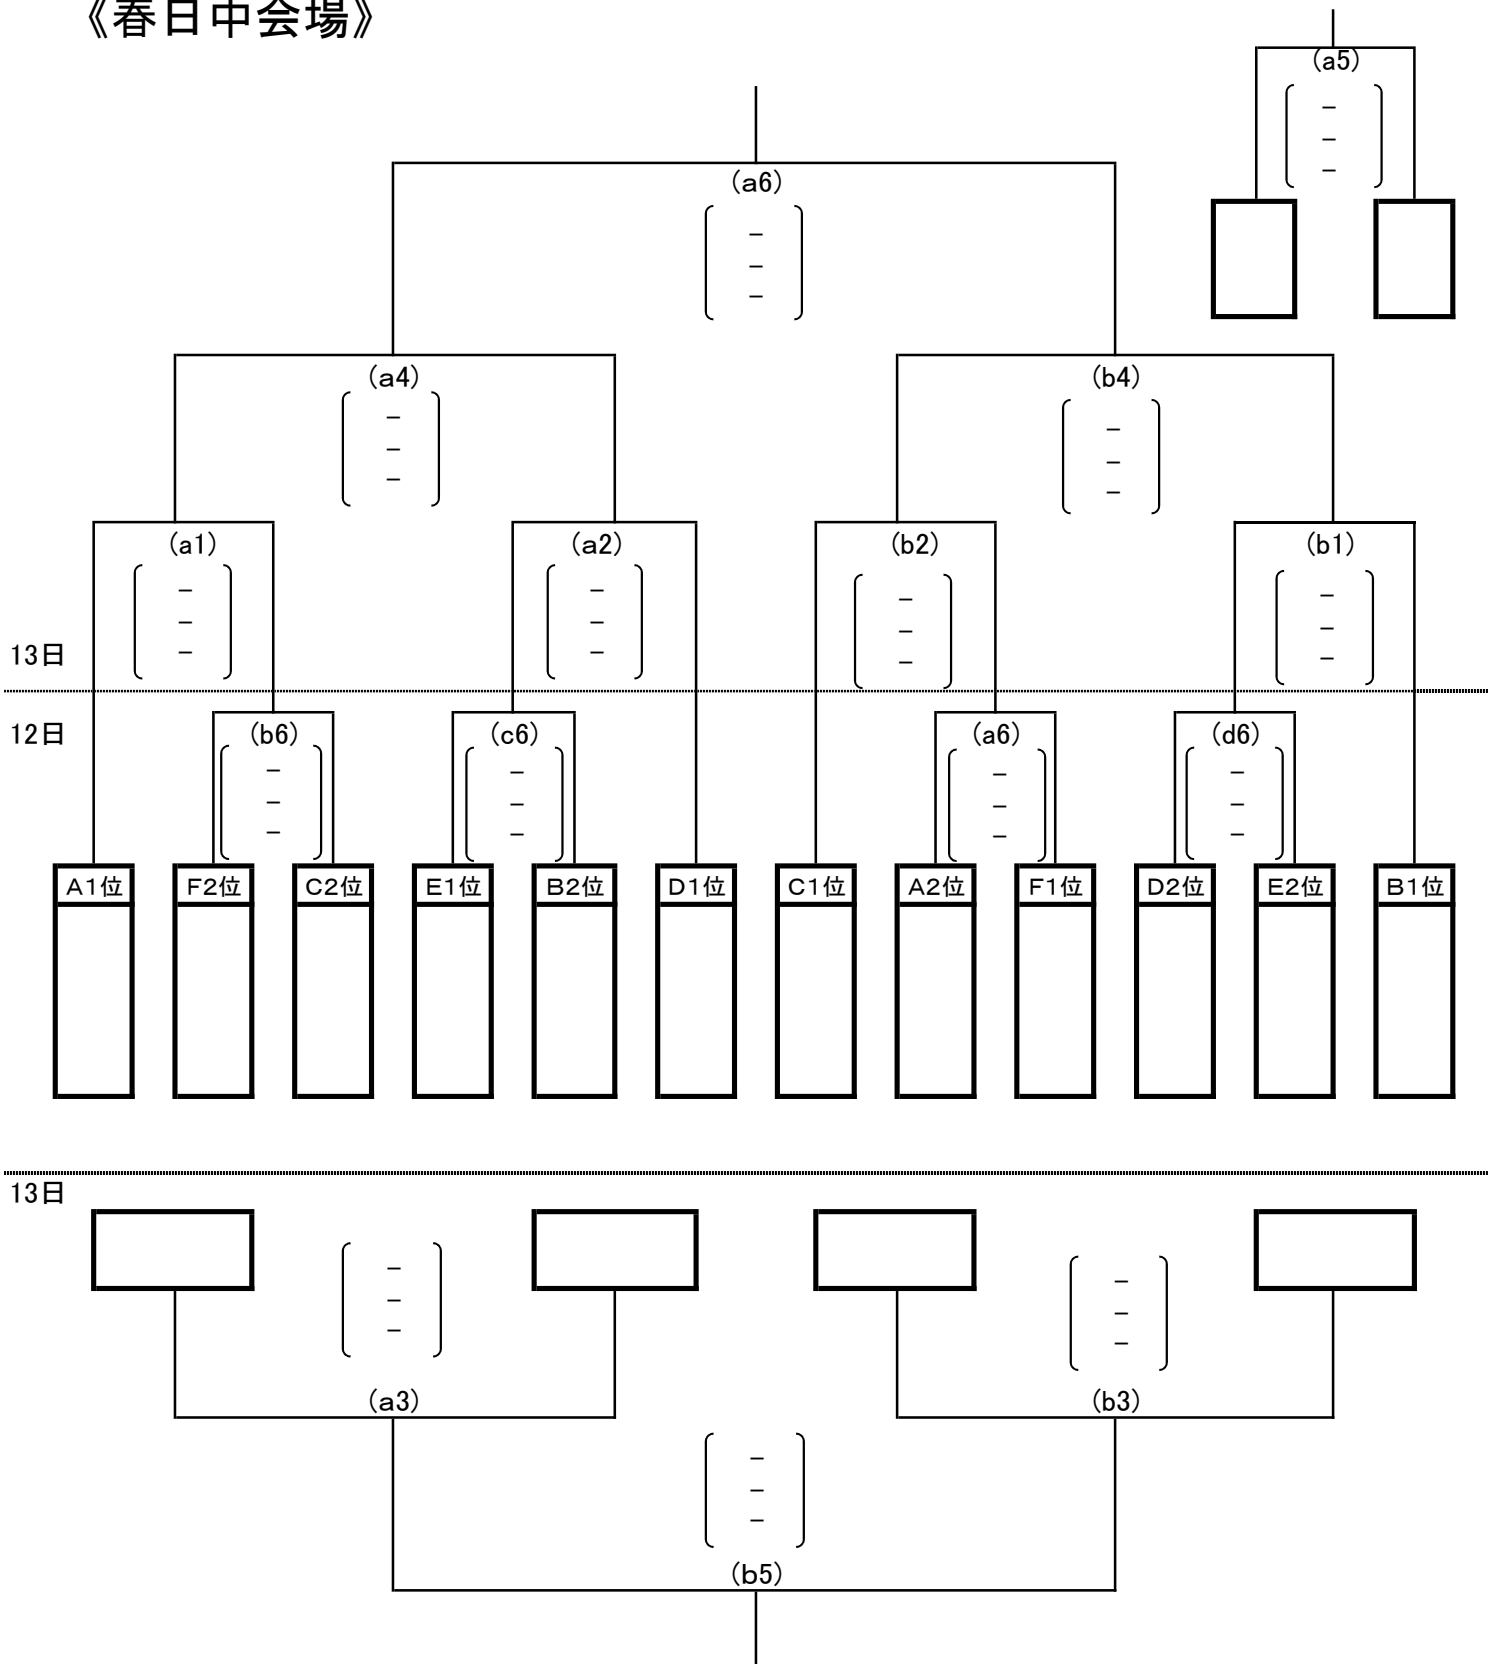 《春日中会場》
(a5)
－
－
－
(a6)
－
－
－
(a4)
－
－
－
(b4)
－
－
－
(a1)
－
－
－
(a2)
－
－
－
(b2)
－
－
－
(b1)
－
－
－
13日
12日
(b6)
－
－
－
(c6)
－
－
－
(a6)
－
－
－
(d6)
－
－
－
A1位 F2位 C2位 E1位 B2位 D1位 C1位 A2位 F1位 D2位 E2位 B1位
13日
－
－
－
(a3)
－
－
－
(b3)
－
－
－
(b5)